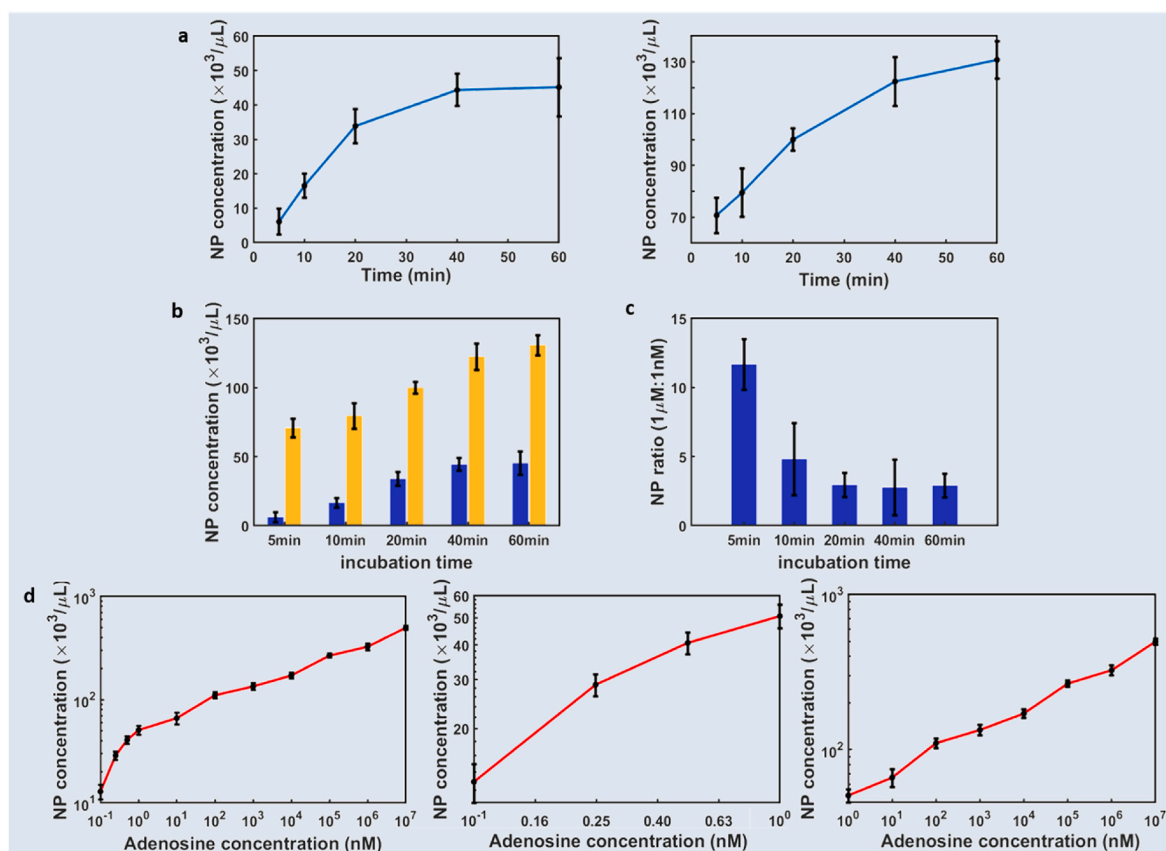 a
NP concentration (×10³/μL)
60
50
40
30
20
10
0
0 10 20 30 40 50 60
Time (min)
NP concentration (×10³/μL)
130
110
90
70
0 10 20 30 40 50 60
Time (min)
b
NP concentration (×10³/μL)
150
100
50
0
5min 10min 20min 40min 60min
incubation time
c
NP ratio (1μM:1nM)
15
10
5
0
5min 10min 20min 40min 60min
incubation time
d
NP concentration (×10³/μL)
10³
10²
10¹
10⁻¹ 10⁰ 10¹ 10² 10³ 10⁴ 10⁵ 10⁶ 10⁷
Adenosine concentration (nM)
NP concentration (×10³/μL)
60
50
40
30
20
10⁻¹ 0.16 0.25 0.40 0.63 10⁰
Adenosine concentration (nM)
NP concentration (×10³/μL)
10³
10²
10⁰ 10¹ 10² 10³ 10⁴ 10⁵ 10⁶ 10⁷
Adenosine concentration (nM)